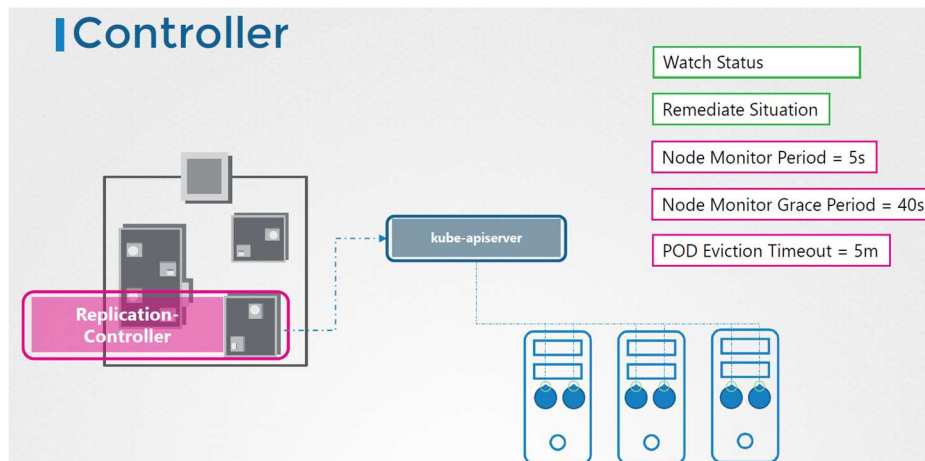 Controller
Watch Status
Remediate Situation
Node Monitor Period = 5s
Node Monitor Grace Period = 40s
POD Eviction Timeout = 5m
kube-apiserver
Replication-
Controller